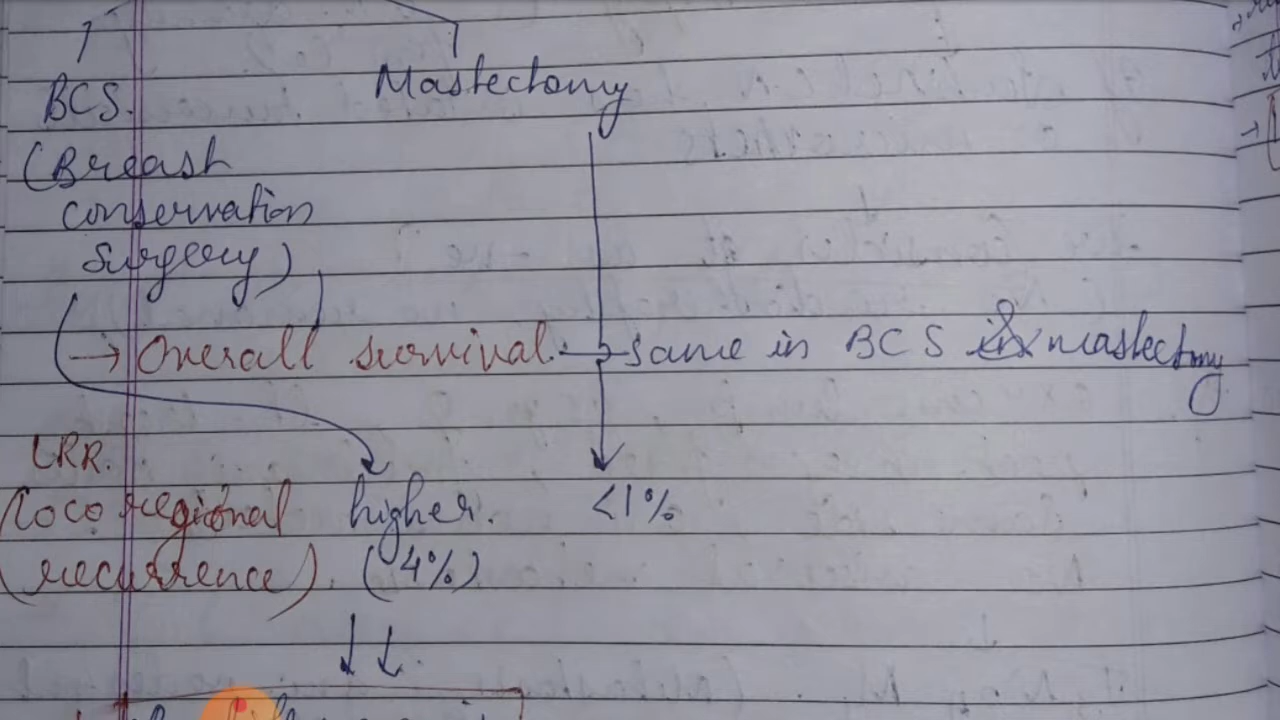 BCS. Mastectomy
(Breast
conservation
surgery)
→ Overall survival → same in BCS & mastectomy
LRR.
(Loco regional higher. <1%
(recurrence) (4%)